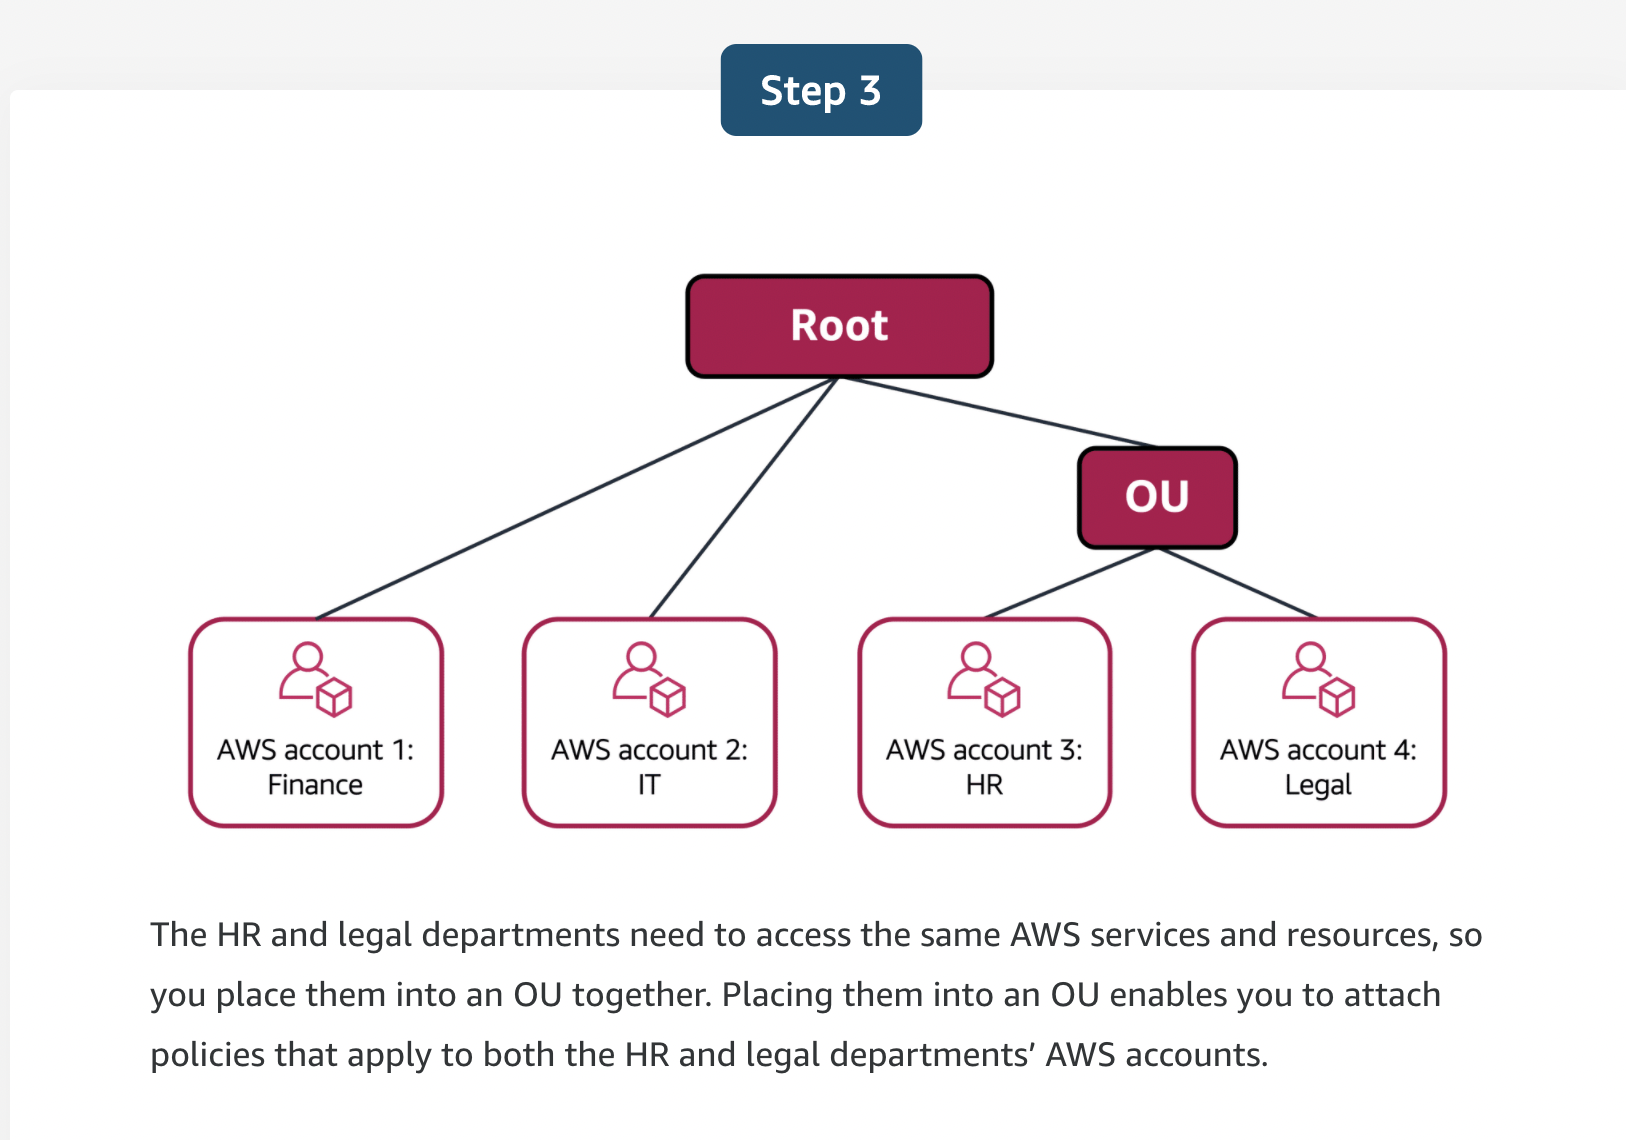 Step 3
Root
OU
AWS account 1:
Finance
AWS account 2:
IT
AWS account 3:
HR
AWS account 4:
Legal
The HR and legal departments need to access the same AWS services and resources, so
you place them into an OU together. Placing them into an OU enables you to attach
policies that apply to both the HR and legal departments’ AWS accounts.